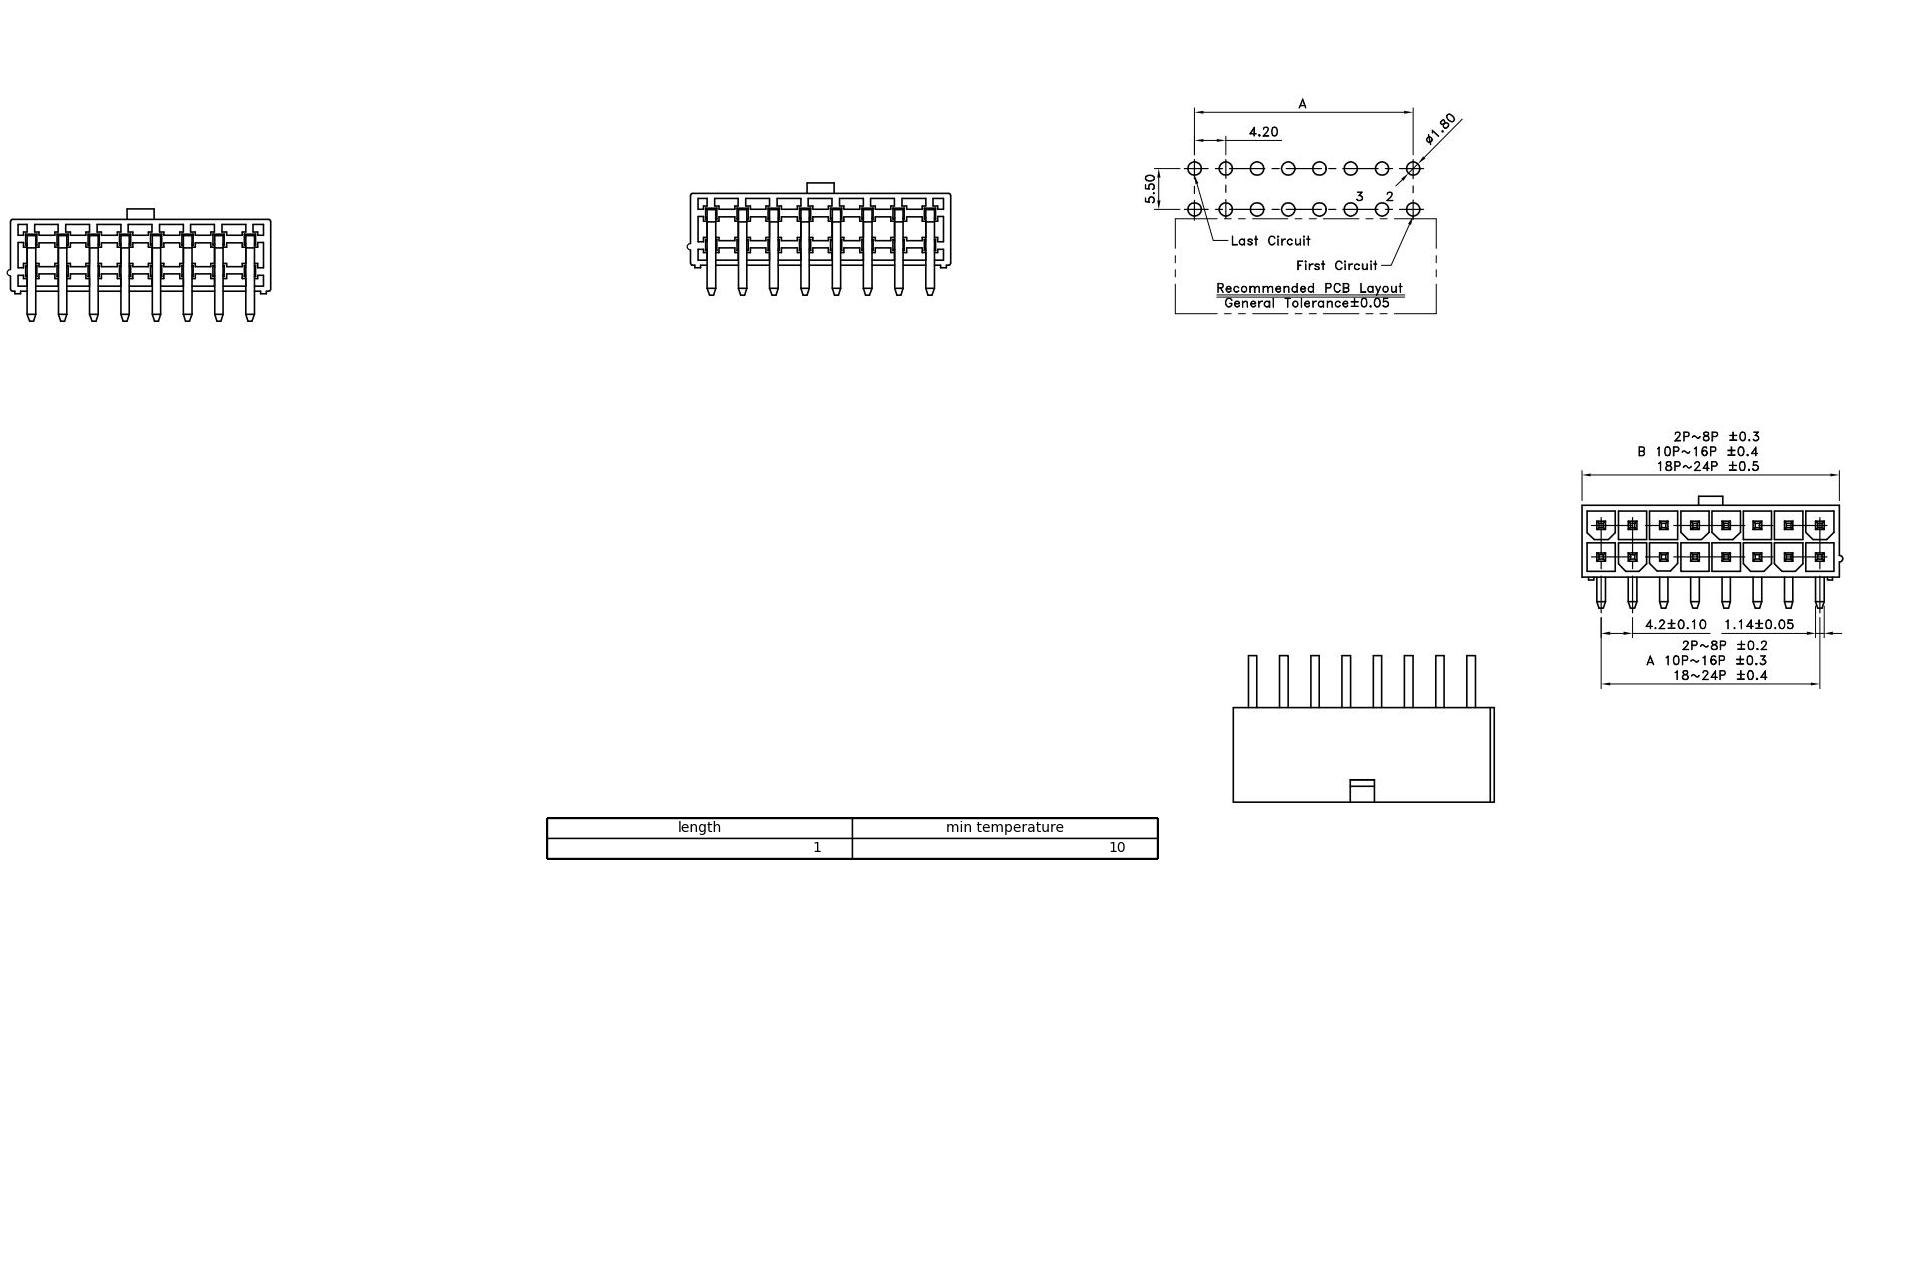 A
4.20
ø1.80
5.50
3 2
Last Circuit
First Circuit
Recommended PCB Layout
General Tolerance±0.05
2P~8P ±0.3
B 10P~16P ±0.4
18P~24P ±0.5
4.2±0.10 1.14±0.05
2P~8P ±0.2
A 10P~16P ±0.3
18~24P ±0.4
length min temperature
1 10